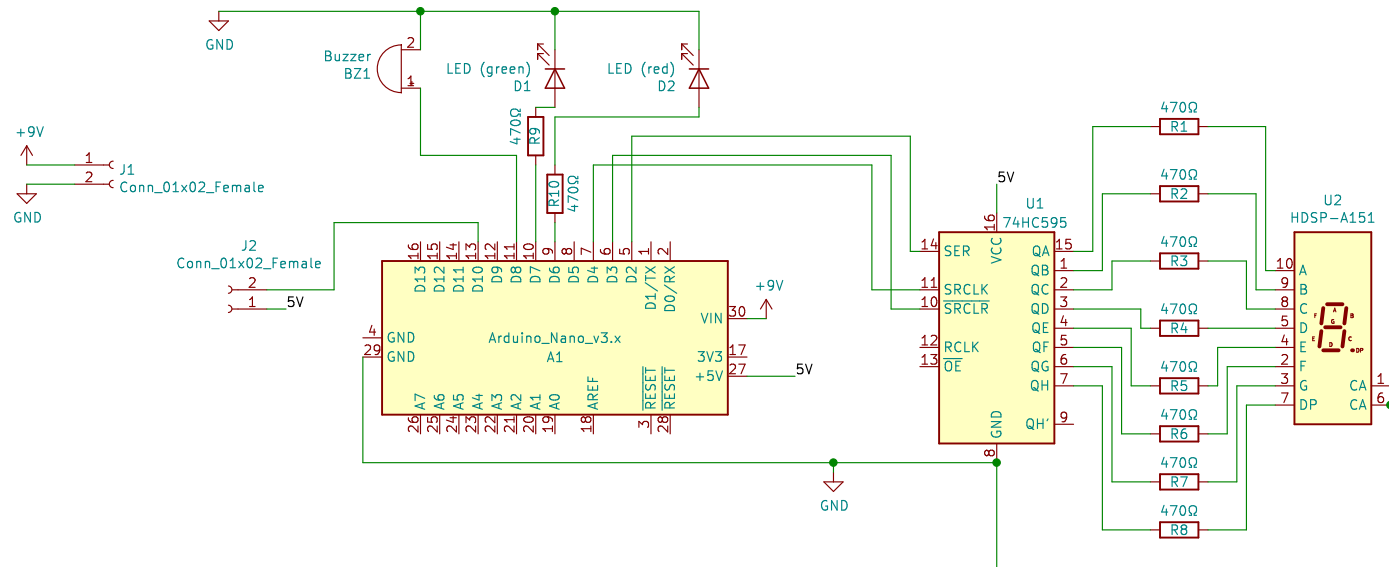 GND
Buzzer
BZ1
2
1
LED (green)
D1
LED (red)
D2
470Ω
R9
R10
470Ω
+9V
1
2
J1
Conn_01x02_Female
GND
J2
Conn_01x02_Female
2
1
5V
16 15 14 13 12 11 10 9 8 7 6 5 1 2
D13 D12 D11 D10 D9 D8 D7 D6 D5 D4 D3 D2 D1/TX D0/RX
4 GND
29 GND
Arduino_Nano_v3.x
A1
VIN 30
+9V
3V3 17
+5V 27
5V
A7 A6 A5 A4 A3 A2 A1 A0 AREF RESET RESET
26 25 24 23 22 21 20 19 18 3 28
GND
5V
U1
74HC595
16
VCC
14 SER
11 SRCLK
10 SRCLR
12 RCLK
13 OE
QA 15
QB 1
QC 2
QD 3
QE 4
QF 5
QG 6
QH 7
QH' 9
GND
8
470Ω
R1
470Ω
R2
470Ω
R3
470Ω
R4
470Ω
R5
470Ω
R6
470Ω
R7
470Ω
R8
U2
HDSP-A151
10 A
9 B
8 C
5 D
4 E
2 F
3 G
7 DP
A
F B
G
E C
D
DP
CA 1
CA 6